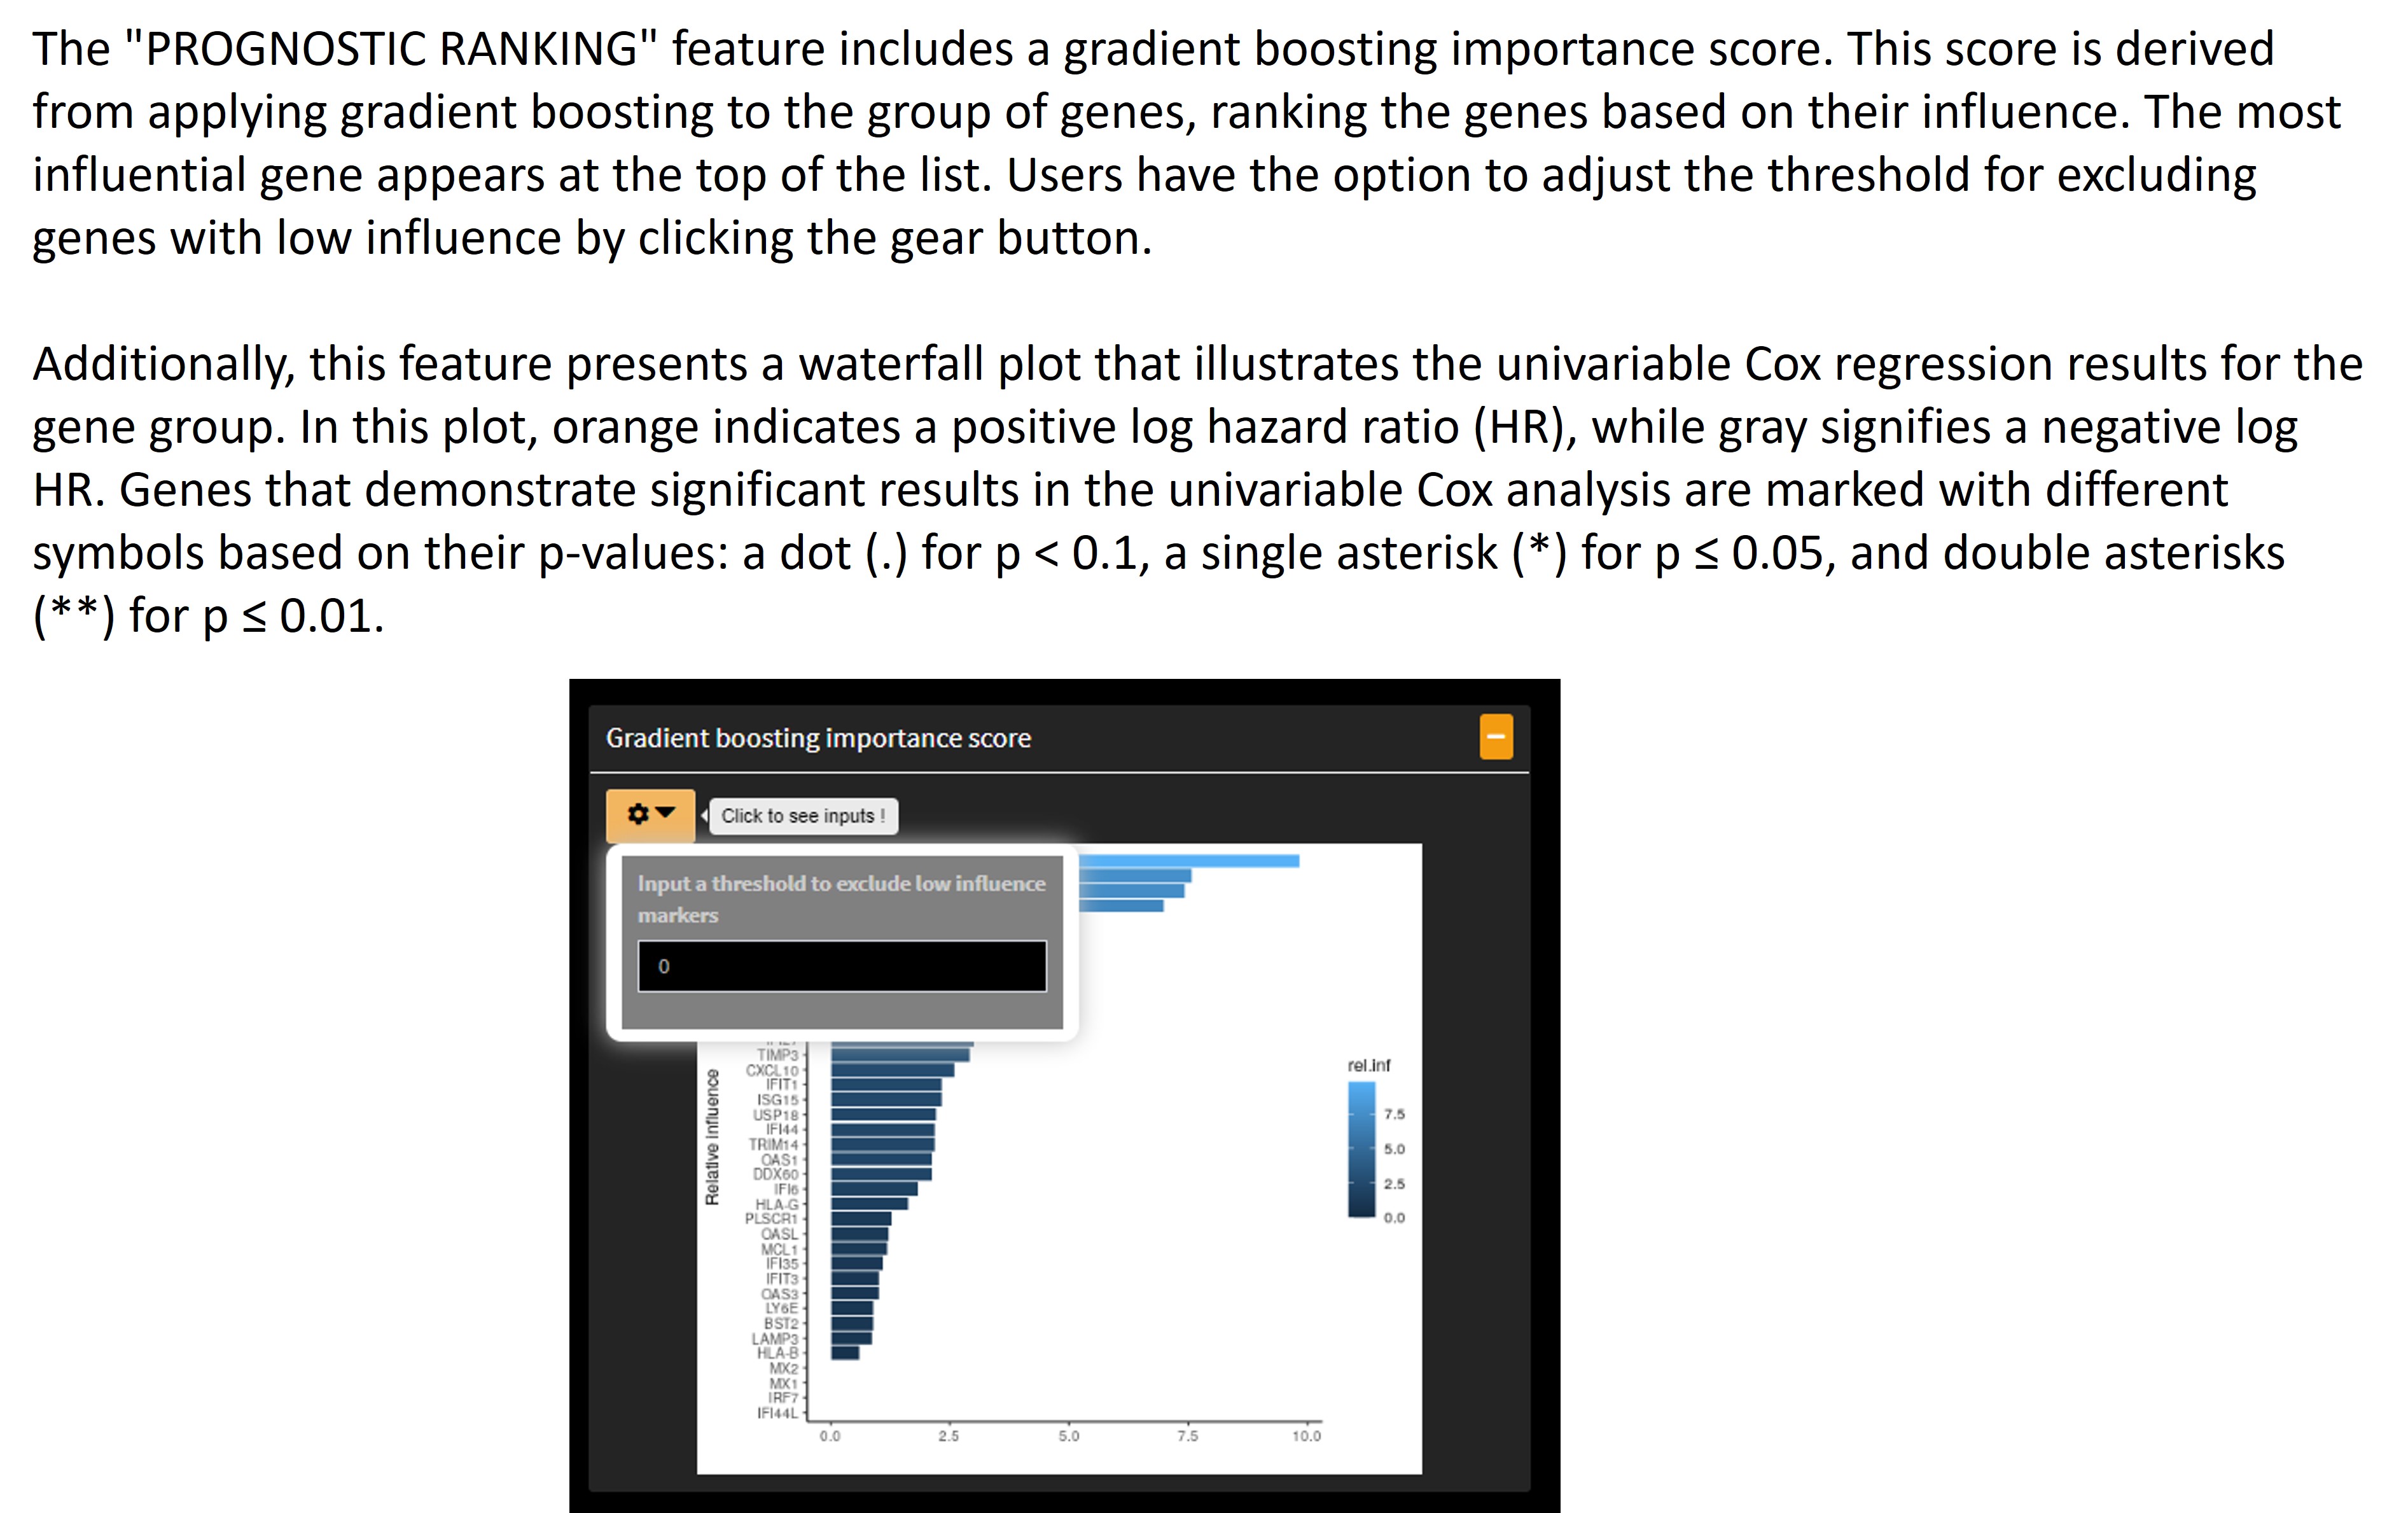 The "PROGNOSTIC RANKING" feature includes a gradient boosting importance score. This score is derived
from applying gradient boosting to the group of genes, ranking the genes based on their influence. The most
influential gene appears at the top of the list. Users have the option to adjust the threshold for excluding
genes with low influence by clicking the gear button.
Additionally, this feature presents a waterfall plot that illustrates the univariable Cox regression results for the
gene group. In this plot, orange indicates a positive log hazard ratio (HR), while gray signifies a negative log
HR. Genes that demonstrate significant results in the univariable Cox analysis are marked with different
symbols based on their p-values: a dot (.) for p < 0.1, a single asterisk (*) for p ≤ 0.05, and double asterisks
(**) for p ≤ 0.01.
Gradient boosting importance score
Click to see inputs !
Input a threshold to exclude low influence
markers
0
Relative influence
TIMP3
CXCL10
IFIT1
ISG15
USP18
IFI44
TRIM14
OAS1
DDX60
IFI6
HLA-G
PLSCR1
OASL
MCL1
IFI35
IFIT3
OAS3
LY6E
BST2
LAMP3
HLA-B
MX2
MX1
IRF7
IFI44L
0.0 2.5 5.0 7.5 10.0
rel.inf
7.5
5.0
2.5
0.0